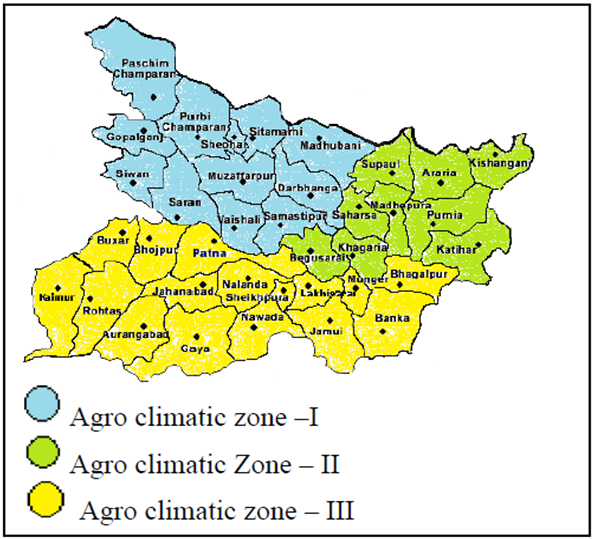 Paschim
Champaran
Purbi
Champaran
Sitamarhi
Gopalganj
Sheohar
Madhubani
Supaul
Araria
Kishanganj
Siwan
Muzaffarpur
Darbhanga
Saran
Madhepura
Saharsa
Purnia
Vaishali
Samastipur
Buxar
Bhojpur
Patna
Begusarai
Khagaria
Katihar
Kaimur
Rohtas
Jahanabad
Nalanda
Sheikhpura
Lakhisarai
Munger
Bhagalpur
Aurangabad
Gaya
Nawada
Jamui
Banka
Agro climatic zone –I
Agro climatic Zone – II
Agro climatic zone – III